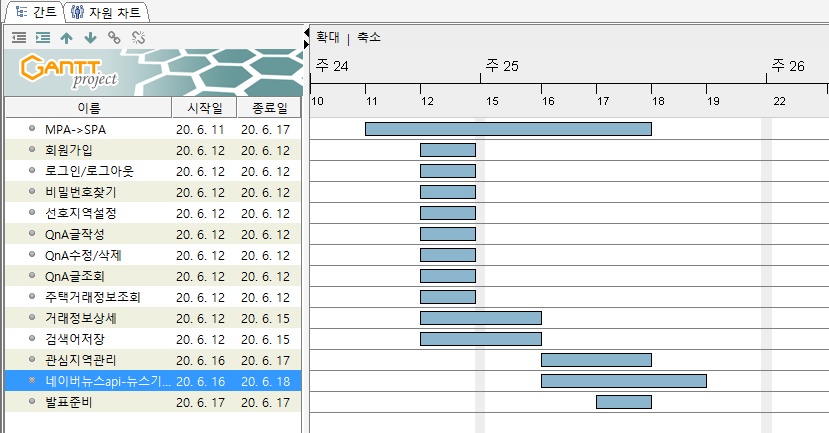 간트 자원 차트
확대 | 축소
GANTT
project
주 24 주 25 주 26
10 11 12 15 16 17 18 19 22
이름 시작일 종료일
MPA->SPA 20. 6. 11 20. 6. 17
회원가입 20. 6. 12 20. 6. 12
로그인/로그아웃 20. 6. 12 20. 6. 12
비밀번호찾기 20. 6. 12 20. 6. 12
선호지역설정 20. 6. 12 20. 6. 12
QnA글작성 20. 6. 12 20. 6. 12
QnA수정/삭제 20. 6. 12 20. 6. 12
QnA글조회 20. 6. 12 20. 6. 12
주택거래정보조회 20. 6. 12 20. 6. 12
거래정보상세 20. 6. 12 20. 6. 15
검색어저장 20. 6. 12 20. 6. 15
관심지역관리 20. 6. 16 20. 6. 17
네이버뉴스api-뉴스기... 20. 6. 16 20. 6. 18
발표준비 20. 6. 17 20. 6. 17